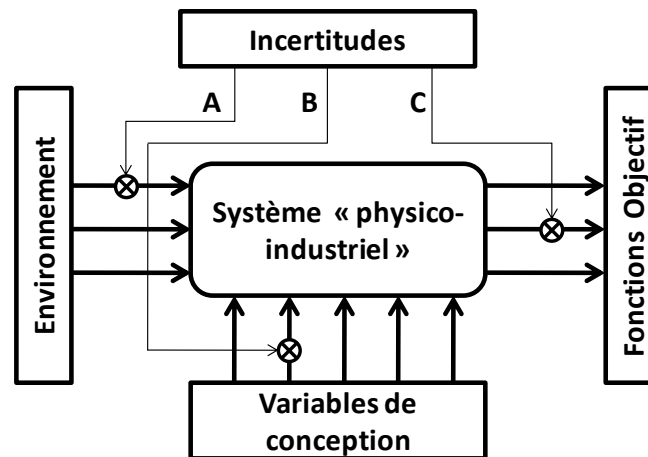 Incertitudes
A B C
Environnement
Système « physico-
industriel »
Fonctions Objectif
Variables de
conception